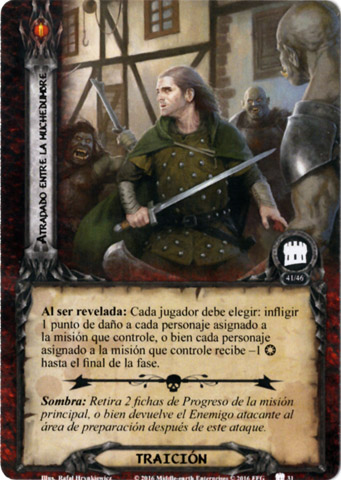 Atrapado entre la muchedumbre
41/46
Al ser revelada: Cada jugador debe elegir: infligir
1 punto de daño a cada personaje asignado a
la misión que controle, o bien cada personaje
asignado a la misión que controle recibe –1
hasta el final de la fase.
Sombra: Retira 2 fichas de Progreso de la misión
principal, o bien devuelve el Enemigo atacante al
área de preparación después de este ataque.
TRAICIÓN
Illus. Rafał Hrynkiewicz
© 2016 Middle-earth Enterprises © 2016 FFG
31